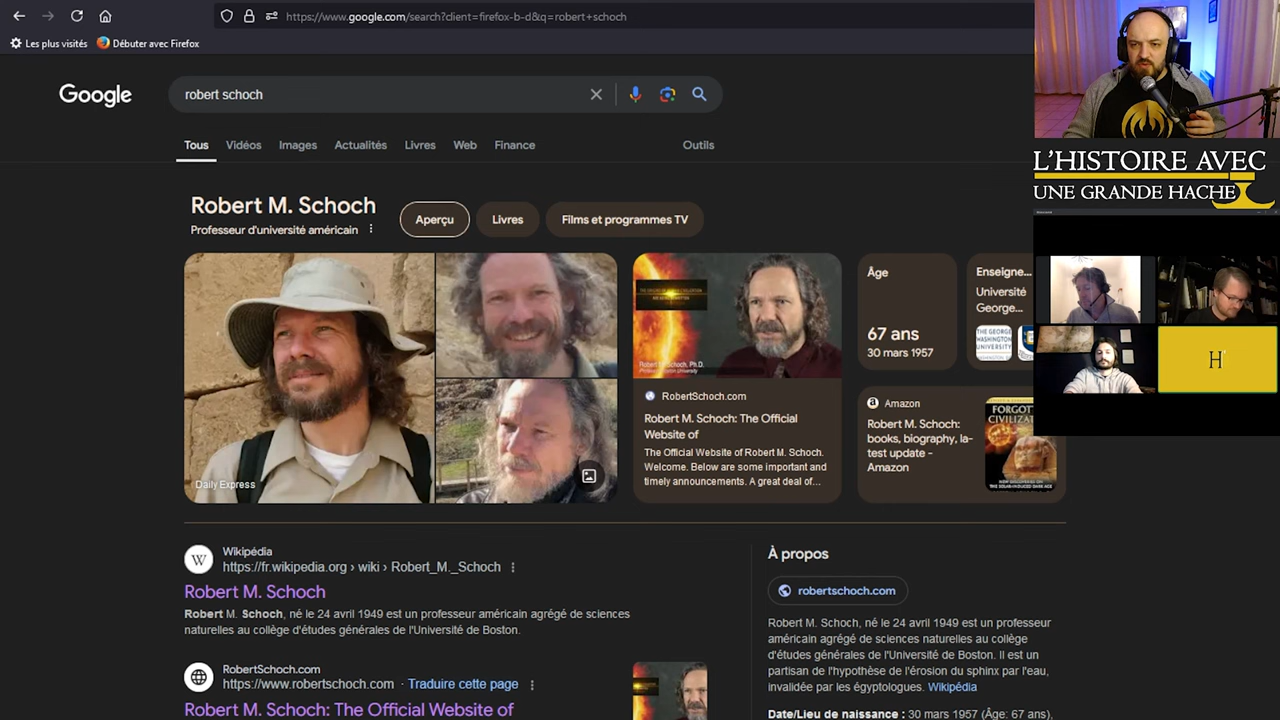 https://www.google.com/search?client=firefox-b-d&q=robert+schoch
Les plus visités
Débuter avec Firefox
Google
robert schoch
Tous
Vidéos
Images
Actualités
Livres
Web
Finance
Outils
L'HISTOIRE AVEC
UNE GRANDE HACHE
Robert M. Schoch
Professeur d'université américain
Aperçu
Livres
Films et programmes TV
Daily Express
RobertSchoch.com
Robert M. Schoch: The Official
Website of
The Official Website of Robert M. Schoch.
Welcome. Below are some important and
timely announcements. A great deal of...
Âge
67 ans
30 mars 1957
Enseigne...
Université
George...
THE GEORGE
WASHINGTON
UNIVERSITY
H
Amazon
Robert M. Schoch:
books, biography, la-
test update -
Amazon
FORGOTT
CIVILIZAT
Wikipédia
https://fr.wikipedia.org › wiki › Robert_M._Schoch
Robert M. Schoch
Robert M. Schoch, né le 24 avril 1949 est un professeur américain agrégé de sciences
naturelles au collège d'études générales de l'Université de Boston.
RobertSchoch.com
https://www.robertschoch.com · Traduire cette page
Robert M. Schoch: The Official Website of
À propos
robertschoch.com
Robert M. Schoch, né le 24 avril 1949 est un professeur
américain agrégé de sciences naturelles au collège
d'études générales de l'Université de Boston. Il est un
partisan de l'hypothèse de l'érosion du sphinx par l'eau,
invalidée par les égyptologues. Wikipédia
Date/Lieu de naissance : 30 mars 1957 (Âge: 67 ans),